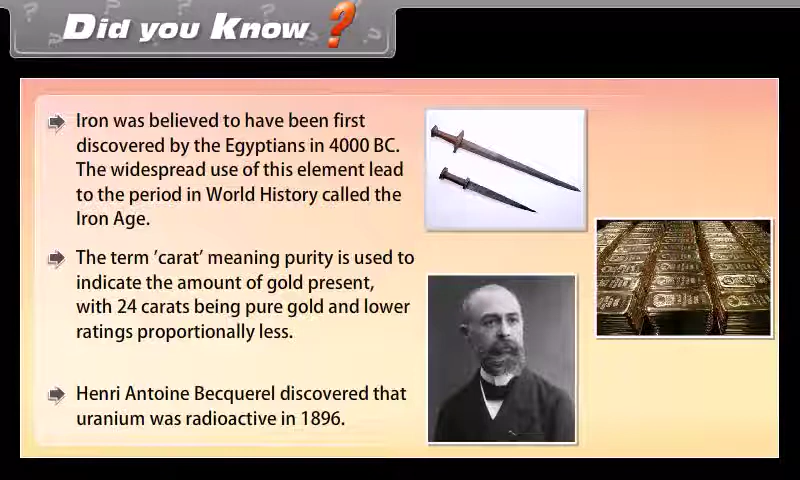 Did you Know ?
Iron was believed to have been first
discovered by the Egyptians in 4000 BC.
The widespread use of this element lead
to the period in World History called the
Iron Age.
The term 'carat' meaning purity is used to
indicate the amount of gold present,
with 24 carats being pure gold and lower
ratings proportionally less.
Henri Antoine Becquerel discovered that
uranium was radioactive in 1896.